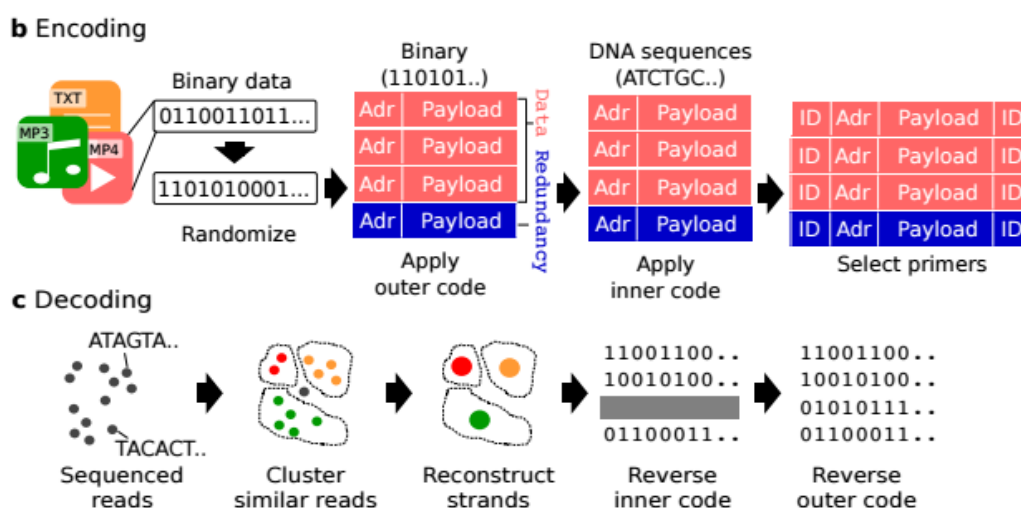 b Encoding
TXT
MP3
MP4
Binary data
0110011011...
1101010001...
Randomize
Binary
(110101..)
Adr Payload
Adr Payload
Adr Payload
Adr Payload
Data Redundancy
Apply
outer code
DNA sequences
(ATCTGC..)
Adr Payload
Adr Payload
Adr Payload
Adr Payload
Apply
inner code
ID Adr Payload ID
ID Adr Payload ID
ID Adr Payload ID
ID Adr Payload ID
Select primers
c Decoding
ATAGTA..
TACACT..
Sequenced
reads
Cluster
similar reads
Reconstruct
strands
11001100..
10010100..
01100011..
Reverse
inner code
11001100..
10010100..
01010111..
01100011..
Reverse
outer code